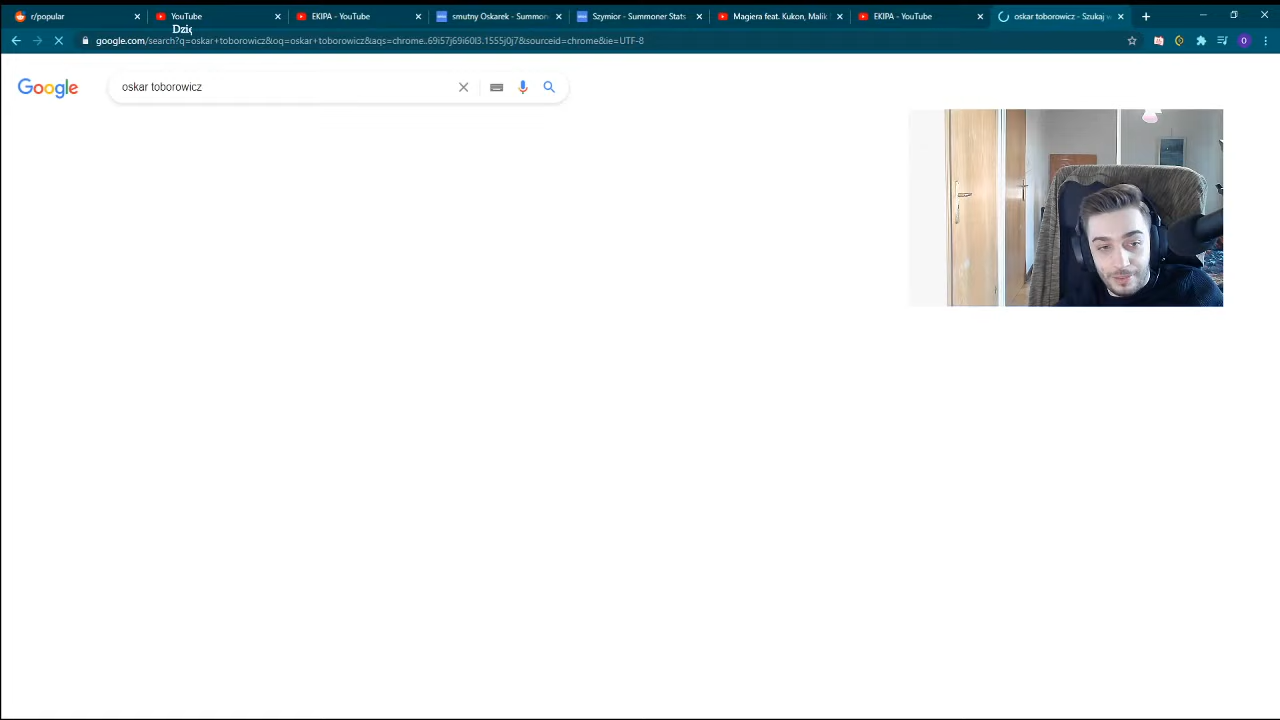 r/popular
YouTube
EKIPA - YouTube
smutny Oskarek - Summon
Szymior - Summoner Stats
Magiera feat. Kukon, Malik
EKIPA - YouTube
oskar toborowicz - Szukaj w
Dzię
google.com/search?q=oskar+toborowicz&oq=oskar+toborowicz&aqs=chrome..69i57j69i60l3.1555j0j7&sourceid=chrome&ie=UTF-8
O
Google
oskar toborowicz